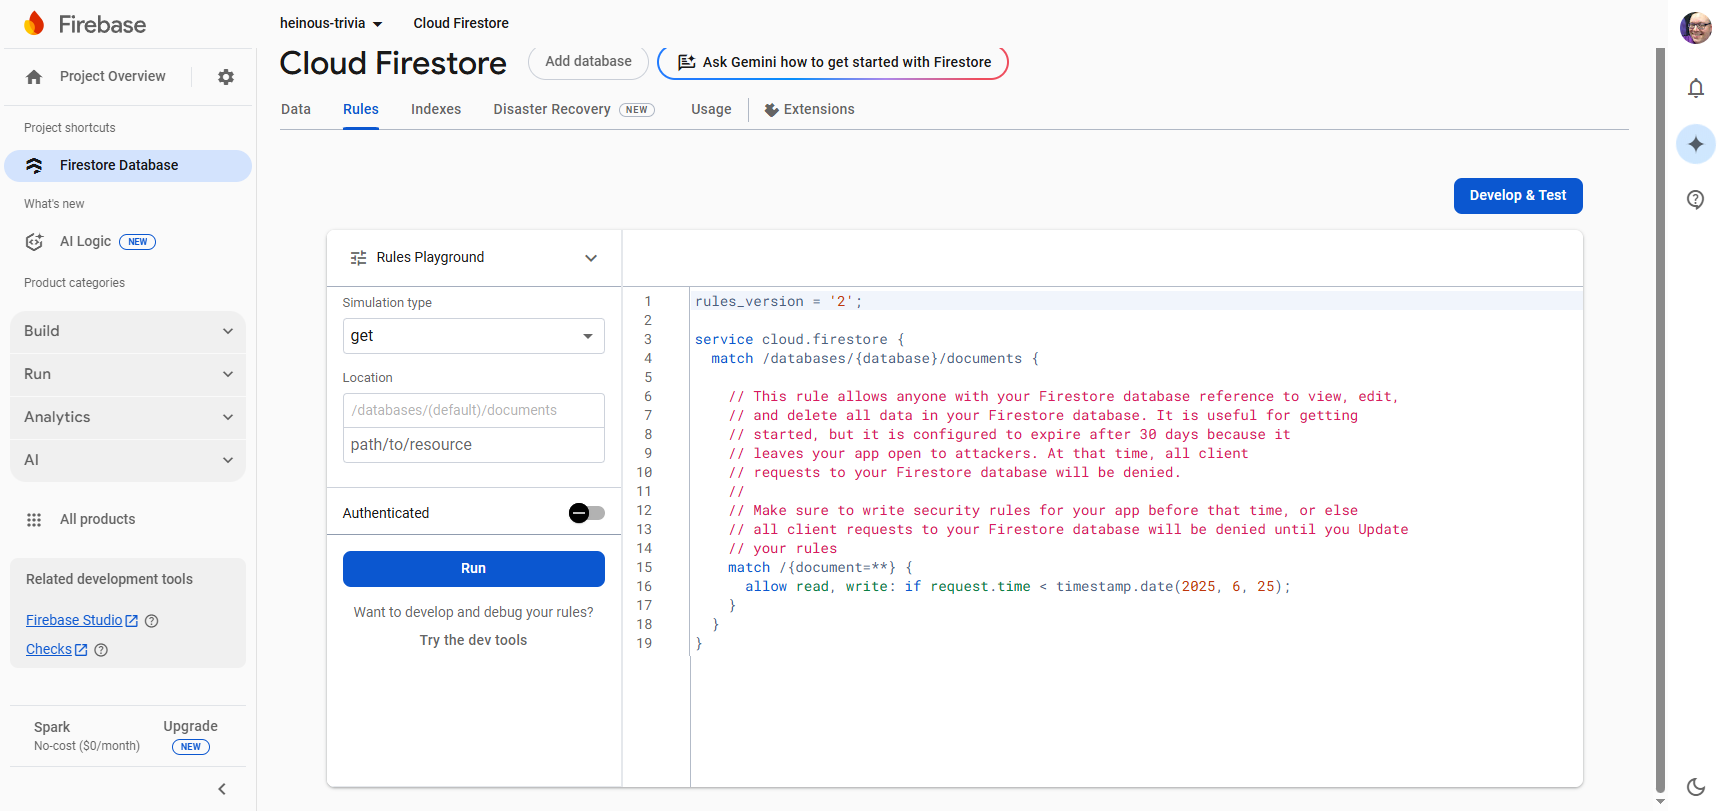 Firebase
heinous-trivia
Cloud Firestore
Project Overview
Project shortcuts
Firestore Database
What's new
AI Logic NEW
Product categories
Build
Run
Analytics
AI
All products
Related development tools
Firebase Studio
Checks
Spark
No-cost ($0/month)
Upgrade
NEW
Cloud Firestore
Add database
Ask Gemini how to get started with Firestore
Data
Rules
Indexes
Disaster Recovery NEW
Usage
Extensions
Develop & Test
Rules Playground
Simulation type
get
Location
/databases/(default)/documents
path/to/resource
Authenticated
Run
Want to develop and debug your rules?
Try the dev tools
1 rules_version = '2';
2
3 service cloud.firestore {
4 match /databases/{database}/documents {
5
6 // This rule allows anyone with your Firestore database reference to view, edit,
7 // and delete all data in your Firestore database. It is useful for getting
8 // started, but it is configured to expire after 30 days because it
9 // leaves your app open to attackers. At that time, all client
10 // requests to your Firestore database will be denied.
11 //
12 // Make sure to write security rules for your app before that time, or else
13 // all client requests to your Firestore database will be denied until you Update
14 // your rules
15 match /{document=**} {
16 allow read, write: if request.time < timestamp.date(2025, 6, 25);
17 }
18 }
19 }